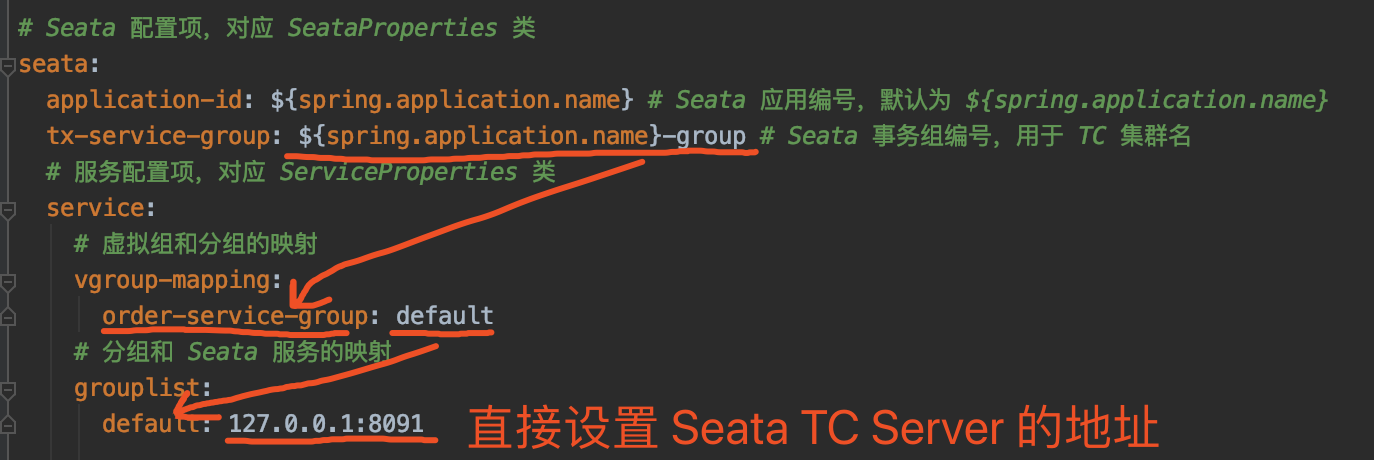 # Seata 配置项，对应 SeataProperties 类
seata:
application-id: ${spring.application.name} # Seata 应用编号，默认为 ${spring.application.name}
tx-service-group: ${spring.application.name}-group # Seata 事务组编号，用于 TC 集群名
# 服务配置项，对应 ServiceProperties 类
service:
# 虚拟组和分组的映射
vgroup-mapping:
order-service-group: default
# 分组和 Seata 服务的映射
grouplist:
default: 127.0.0.1:8091
直接设置 Seata TC Server 的地址